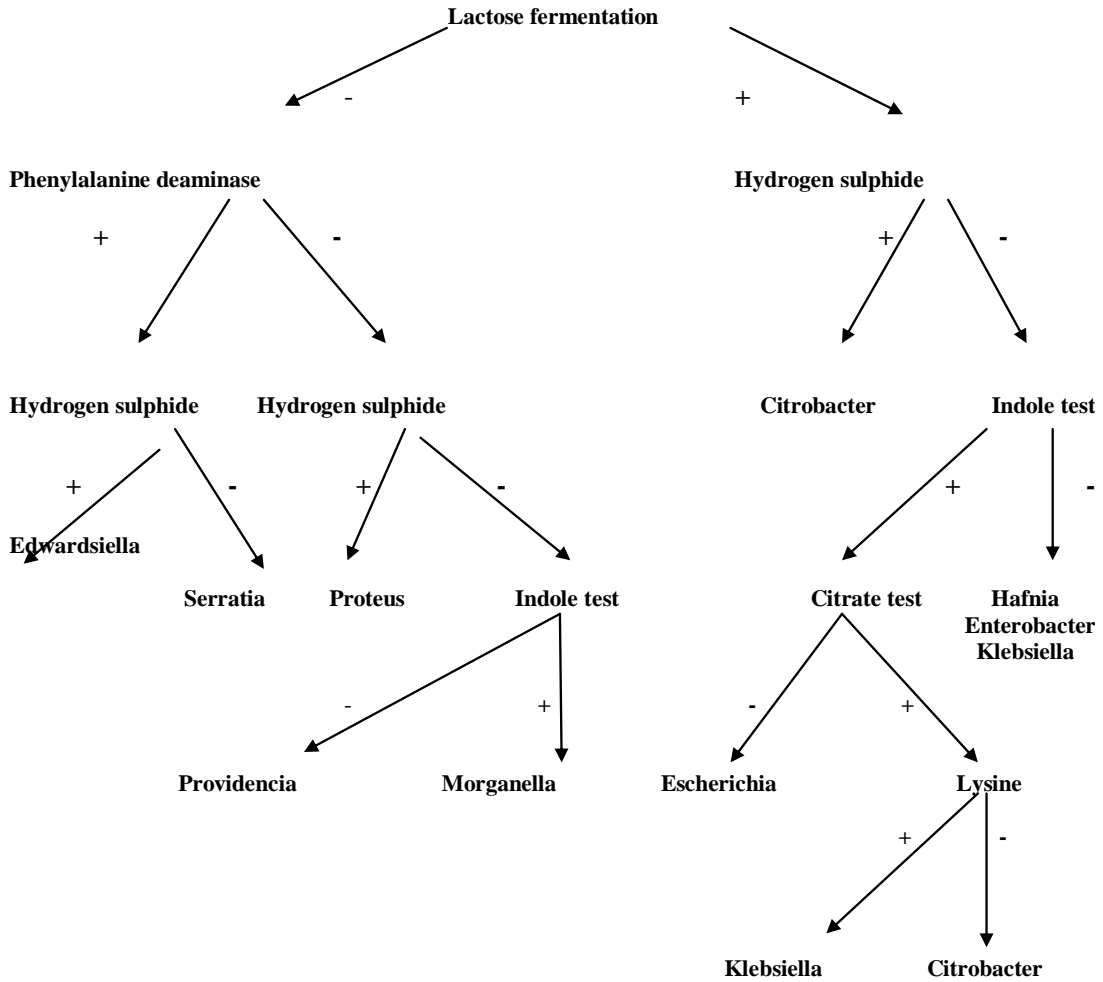 Lactose fermentation
- +
Phenylalanine deaminase Hydrogen sulphide
+ - + -
Hydrogen sulphide Hydrogen sulphide Citrobacter Indole test
+ - + - + -
Edwardsiella
Serratia Proteus Indole test Citrate test Hafnia
Enterobacter
Klebsiella
- + - +
Providencia Morganella Escherichia Lysine
+ -
Klebsiella Citrobacter